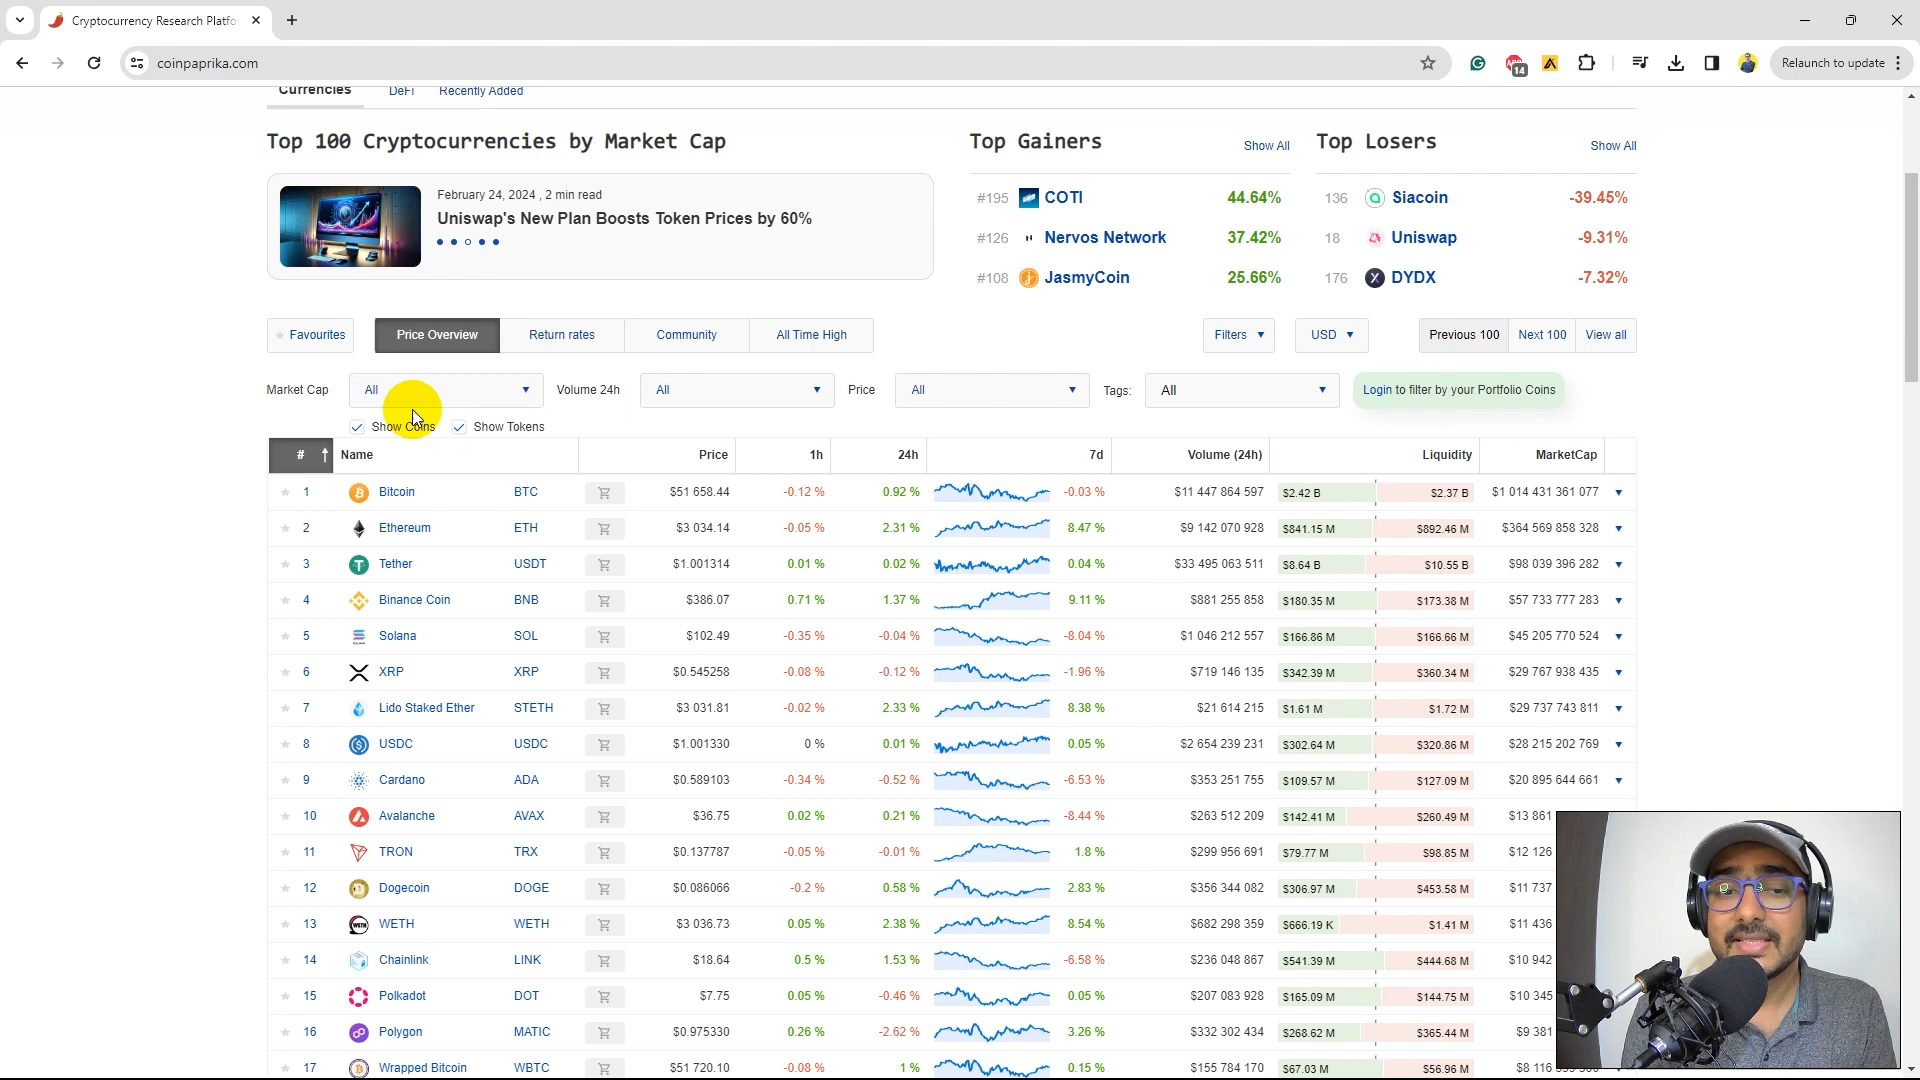 Cryptocurrency Research Platfo
coinpaprika.com
14
Relaunch to update
Currencies DeFi Recently Added
Top 100 Cryptocurrencies by Market Cap
February 24, 2024 , 2 min read
Uniswap's New Plan Boosts Token Prices by 60%
Top Gainers Show All
#195 COTI 44.64%
#126 Nervos Network 37.42%
#108 JasmyCoin 25.66%
Top Losers Show All
136 Siacoin -39.45%
18 Uniswap -9.31%
176 DYDX -7.32%
Favourites Price Overview Return rates Community All Time High Filters USD Previous 100 Next 100 View all
Market Cap All Volume 24h All Price All Tags: All Login to filter by your Portfolio Coins
Show Coins Show Tokens
# Name Price 1h 24h 7d Volume (24h) Liquidity MarketCap
1 Bitcoin BTC $51 658.44 -0.12 % 0.92 % -0.03 % $11 447 864 597 $2.42 B $2.37 B $1 014 431 361 077
2 Ethereum ETH $3 034.14 -0.05 % 2.31 % 8.47 % $9 142 070 928 $841.15 M $892.46 M $364 569 858 328
3 Tether USDT $1.001314 0.01 % 0.02 % 0.04 % $33 495 063 511 $8.64 B $10.55 B $98 039 396 282
4 Binance Coin BNB $386.07 0.71 % 1.37 % 9.11 % $881 255 858 $180.35 M $173.38 M $57 733 777 283
5 Solana SOL $102.49 -0.35 % -0.04 % -8.04 % $1 046 212 557 $166.86 M $166.66 M $45 205 770 524
6 XRP XRP $0.545258 -0.08 % -0.12 % -1.96 % $719 146 135 $342.39 M $360.34 M $29 767 938 435
7 Lido Staked Ether STETH $3 031.81 -0.02 % 2.33 % 8.38 % $21 614 215 $1.61 M $1.72 M $29 737 743 811
8 USDC USDC $1.001330 0 % 0.01 % 0.05 % $2 654 239 231 $302.64 M $320.86 M $28 215 202 769
9 Cardano ADA $0.589103 -0.34 % -0.52 % -6.53 % $353 251 755 $109.57 M $127.09 M $20 895 644 661
10 Avalanche AVAX $36.75 0.02 % 0.21 % -8.44 % $263 512 209 $142.41 M $260.49 M $13 861
11 TRON TRX $0.137787 -0.05 % -0.01 % 1.8 % $299 956 691 $79.77 M $98.85 M $12 126
12 Dogecoin DOGE $0.086066 -0.2 % 0.58 % 2.83 % $356 344 082 $306.97 M $453.58 M $11 737
13 WETH WETH $3 036.73 0.05 % 2.38 % 8.54 % $682 298 359 $666.19 K $1.41 M $11 436
14 Chainlink LINK $18.64 0.5 % 1.53 % -6.58 % $236 048 867 $541.39 M $444.68 M $10 942
15 Polkadot DOT $7.75 0.05 % -0.46 % 0.05 % $207 083 928 $165.09 M $144.75 M $10 345
16 Polygon MATIC $0.975330 0.26 % -2.62 % 3.26 % $332 302 434 $268.62 M $365.44 M $9 381
17 Wrapped Bitcoin WBTC $51 720.10 -0.08 % 1 % 0.15 % $155 784 170 $67.03 M $56.96 M $8 116